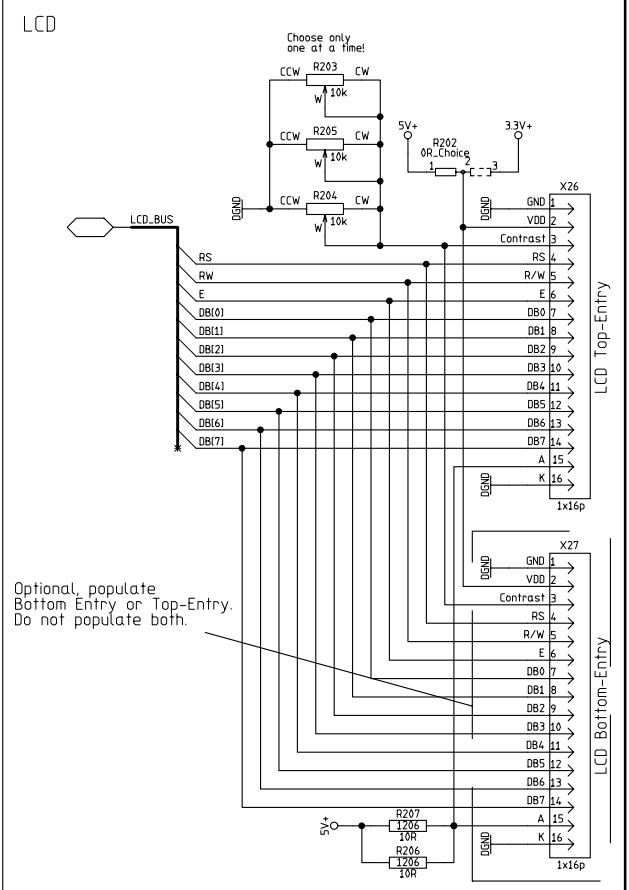 LCD
Choose only
one at a time!
R203
CCW
CW
W
10k
R205
CCW
CW
W
10k
R204
CCW
CW
W
10k
DGND
5V+
3.3V+
R202
0R_Choice
1
2
3
LCD_BUS
RS
RW
E
DB[0]
DB[1]
DB[2]
DB[3]
DB[4]
DB[5]
DB[6]
DB[7]
X26
DGND
GND 1
VDD 2
Contrast 3
RS 4
R/W 5
E 6
DB0 7
DB1 8
DB2 9
DB3 10
DB4 11
DB5 12
DB6 13
DB7 14
A 15
K 16
DGND
1x16p
LCD Top-Entry
Optional, populate
Bottom Entry or Top-Entry.
Do not populate both.
X27
DGND
GND 1
VDD 2
Contrast 3
RS 4
R/W 5
E 6
DB0 7
DB1 8
DB2 9
DB3 10
DB4 11
DB5 12
DB6 13
DB7 14
A 15
K 16
DGND
1x16p
LCD Bottom-Entry
5V+
R207
1206
10R
R206
1206
10R